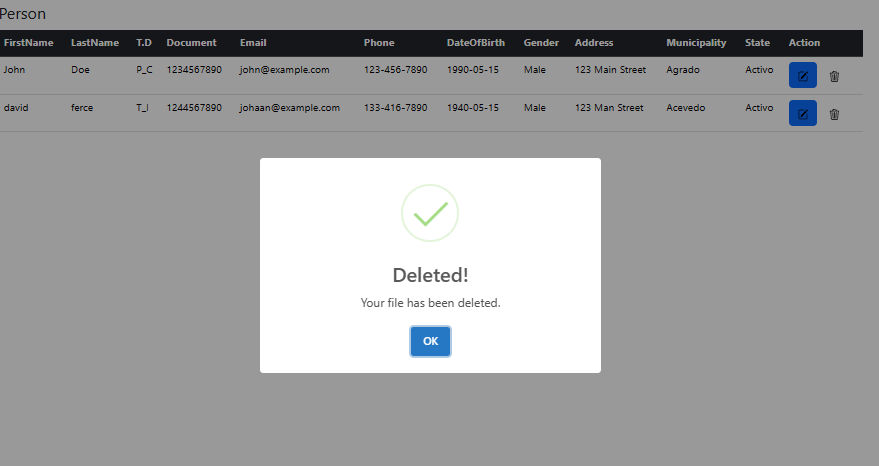 Person
FirstName LastName T.D Document Email Phone DateOfBirth Gender Address Municipality State Action
John Doe P_C 1234567890 john@example.com 123-456-7890 1990-05-15 Male 123 Main Street Agrado Activo
david ferce T_I 1244567890 johaan@example.com 133-416-7890 1940-05-15 Male 123 Man Street Acevedo Activo
Deleted!
Your file has been deleted.
OK